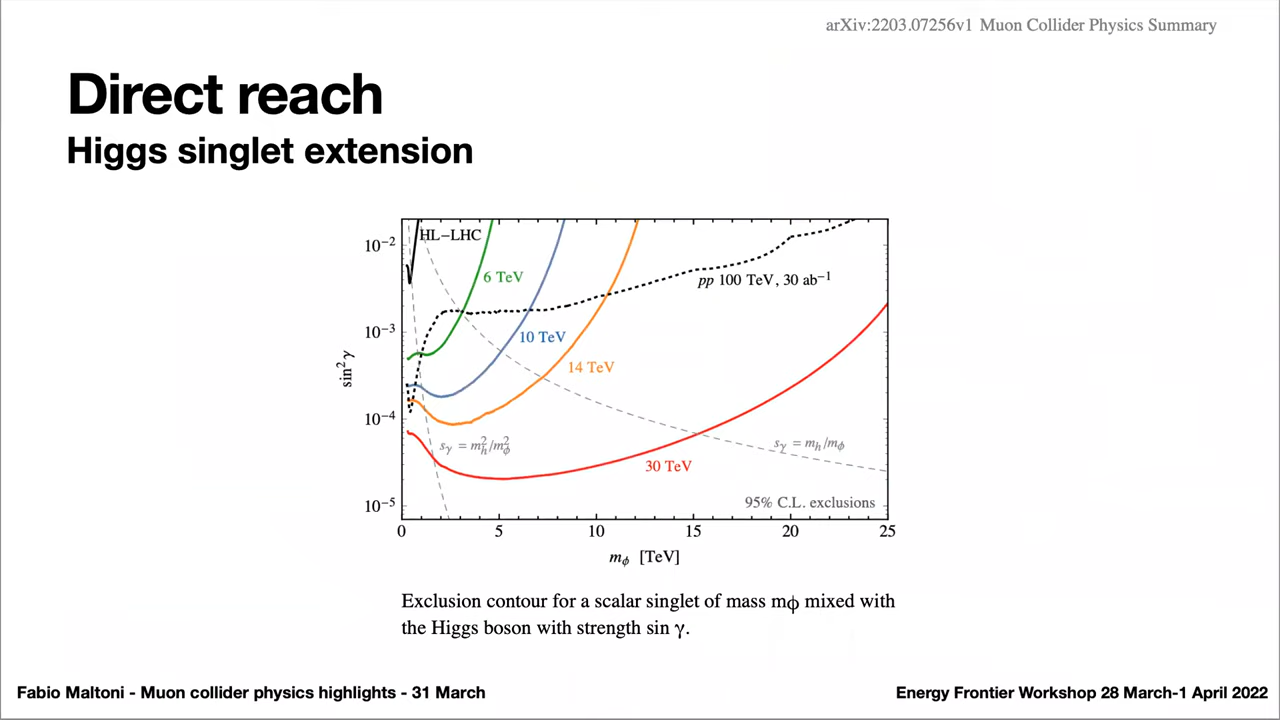 arXiv:2203.07256v1 Muon Collider Physics Summary
Direct reach
Higgs singlet extension
HL−LHC
6 TeV
10 TeV
14 TeV
30 TeV
pp 100 TeV, 30 ab⁻¹
s_γ = m_h²/m_ϕ²
s_γ = m_h/m_ϕ
95% C.L. exclusions
sin²γ
10⁻²
10⁻³
10⁻⁴
10⁻⁵
0 5 10 15 20 25
m_ϕ [TeV]
Exclusion contour for a scalar singlet of mass mϕ mixed with
the Higgs boson with strength sin γ.
Fabio Maltoni - Muon collider physics highlights - 31 March
Energy Frontier Workshop 28 March-1 April 2022